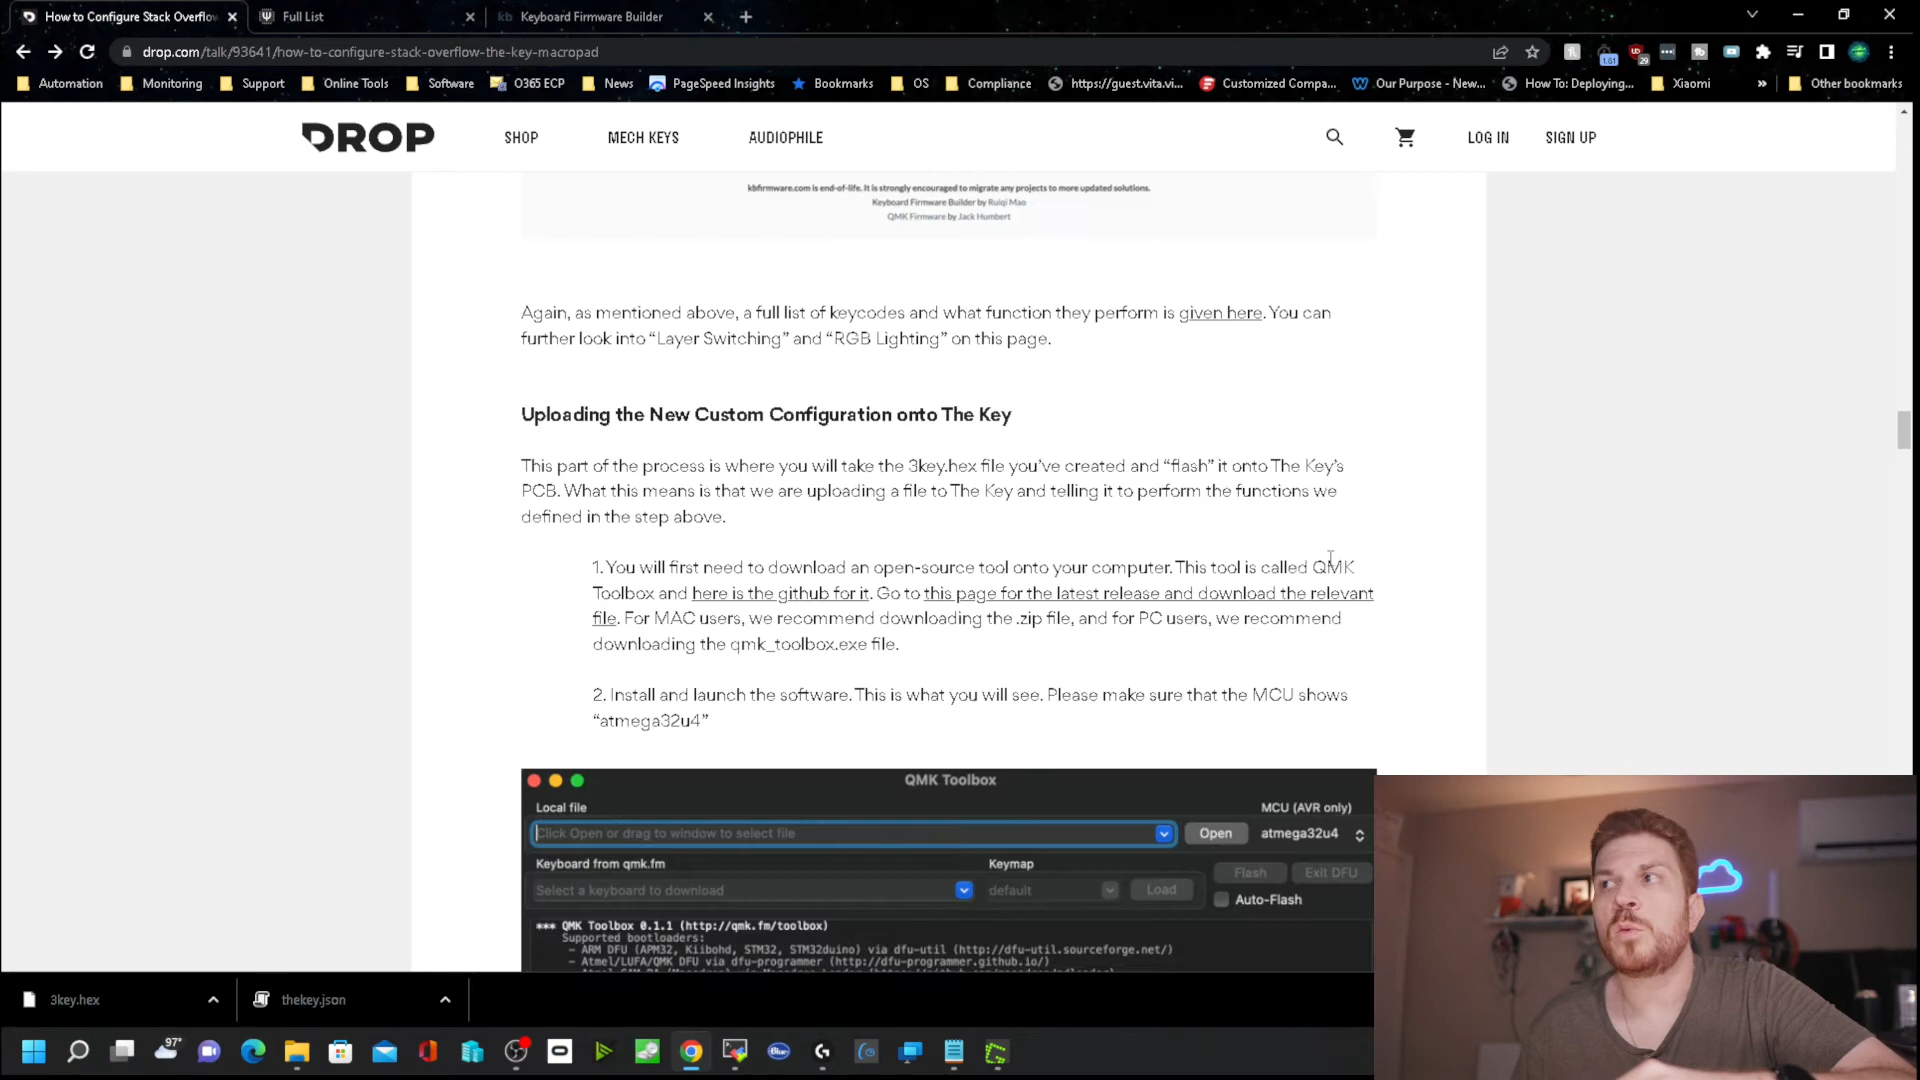 How to Configure Stack Overflow
Full List
kb Keyboard Firmware Builder
drop.com/talk/93641/how-to-configure-stack-overflow-the-key-macropad
1.81
29
Automation
Monitoring
Support
Online Tools
Software
O365 ECP
News
PageSpeed Insights
Bookmarks
OS
Compliance
https://guest.vita.vi...
Customized Compa...
Our Purpose - New...
How To: Deploying...
Xiaomi
»
Other bookmarks
DROP
SHOP
MECH KEYS
AUDIOPHILE
LOG IN
SIGN UP
kbfirmware.com is end-of-life. It is strongly encouraged to migrate any projects to more updated solutions.
Keyboard Firmware Builder by Ruiqi Mao
QMK Firmware by Jack Humbert
Again, as mentioned above, a full list of keycodes and what function they perform is given here. You can
further look into “Layer Switching” and “RGB Lighting” on this page.
Uploading the New Custom Configuration onto The Key
This part of the process is where you will take the 3key.hex file you’ve created and “flash” it onto The Key’s
PCB. What this means is that we are uploading a file to The Key and telling it to perform the functions we
defined in the step above.
1. You will first need to download an open-source tool onto your computer. This tool is called QMK
Toolbox and here is the github for it. Go to this page for the latest release and download the relevant
file. For MAC users, we recommend downloading the .zip file, and for PC users, we recommend
downloading the qmk_toolbox.exe file.
2. Install and launch the software. This is what you will see. Please make sure that the MCU shows
“atmega32u4”
QMK Toolbox
Local file
MCU (AVR only)
Click Open or drag to window to select file
Open
atmega32u4
Keyboard from qmk.fm
Keymap
Flash
Exit DFU
Select a keyboard to download
default
Load
Auto-Flash
*** QMK Toolbox 0.1.1 (http://qmk.fm/toolbox)
Supported bootloaders:
- ARM DFU (APM32, Kiibohd, STM32, STM32duino) via dfu-util (http://dfu-util.sourceforge.net/)
- Atmel/LUFA/QMK DFU via dfu-programmer (http://dfu-programmer.github.io/)
3key.hex
thekey.json
97°